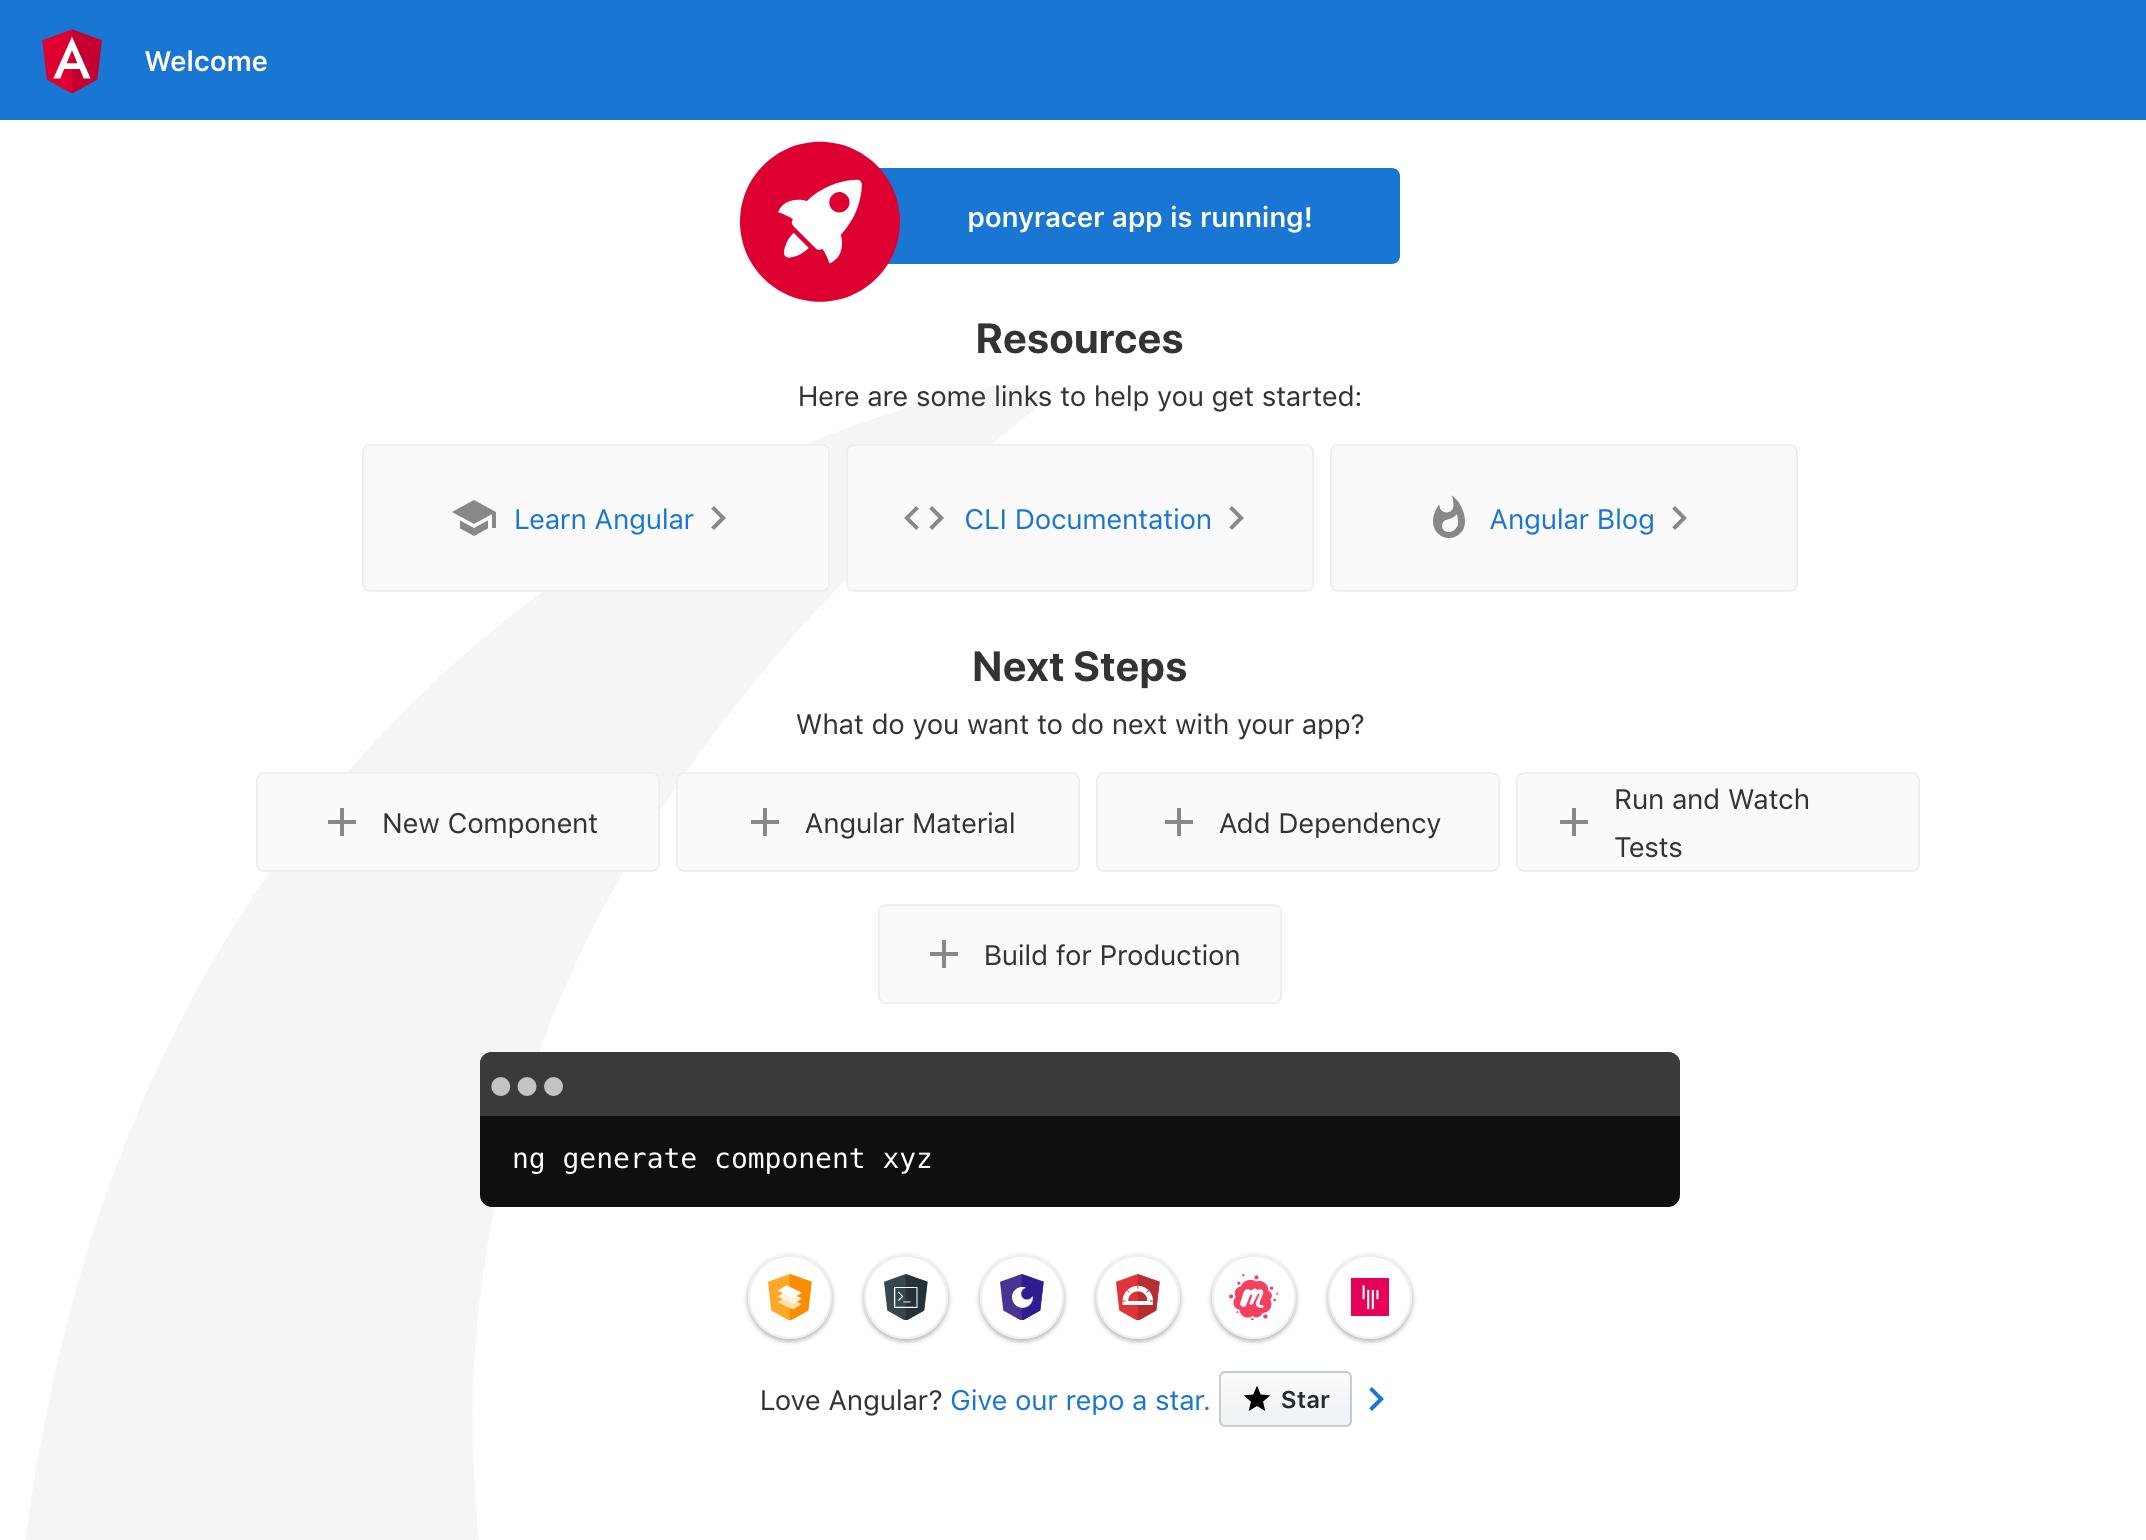 Welcome
ponyracer app is running!
Resources
Here are some links to help you get started:
Learn Angular
CLI Documentation
Angular Blog
Next Steps
What do you want to do next with your app?
New Component
Angular Material
Add Dependency
Run and Watch
Tests
Build for Production
ng generate component xyz
Love Angular? Give our repo a star. Star